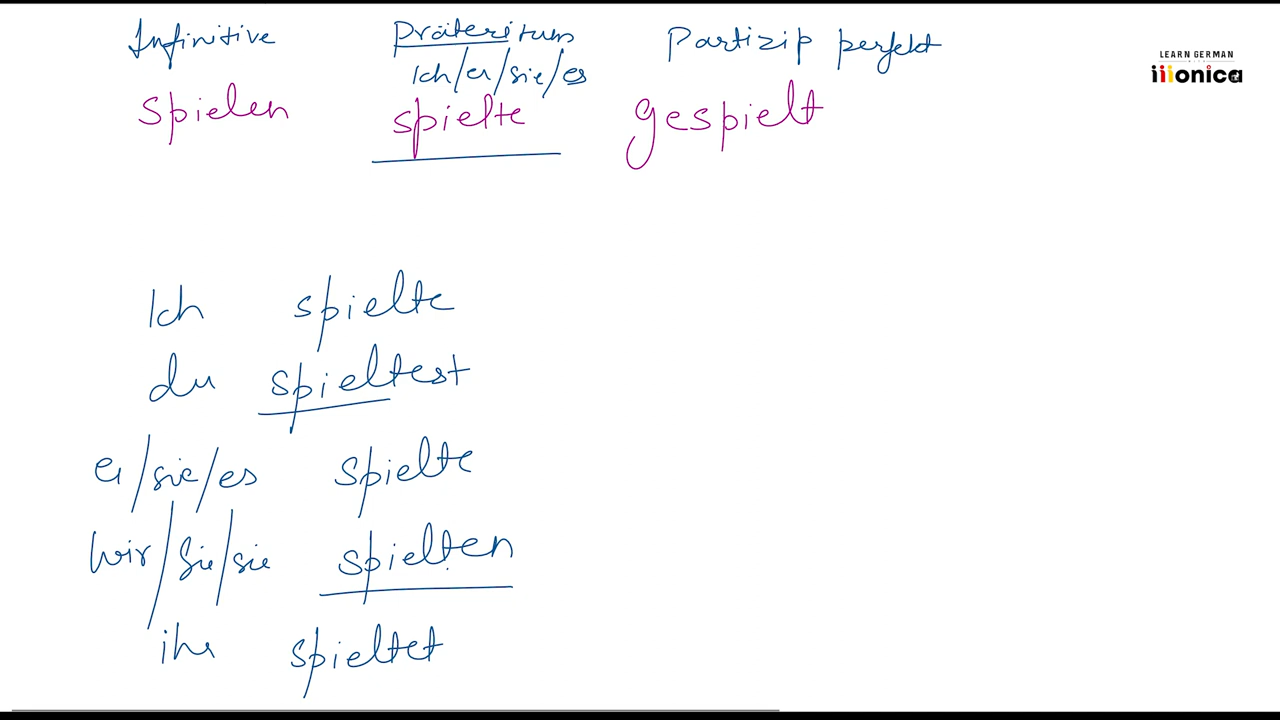 Infinitive Präteritum Partizip perfekt
Ich/er/sie/es
LEARN GERMAN
iiionica
spielen spielte gespielt
Ich spielte
du spieltest
er/sie/es spielte
wir/Sie/sie spielten
ihr spieltet